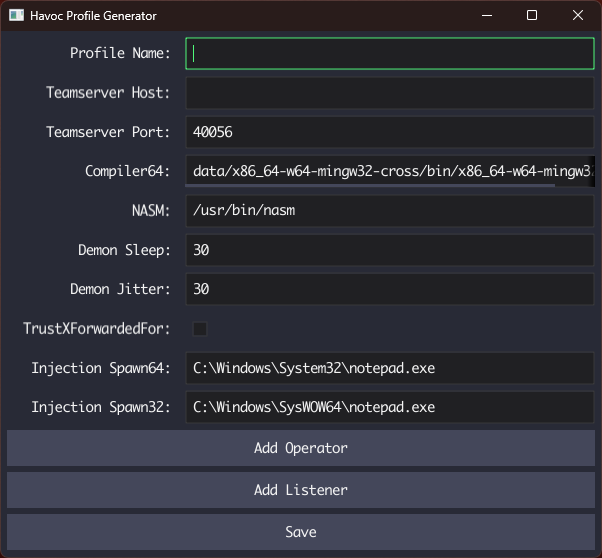 Havoc Profile Generator
Profile Name:
Teamserver Host:
Teamserver Port: 40056
Compiler64: data/x86_64-w64-mingw32-cross/bin/x86_64-w64-mingw3
NASM: /usr/bin/nasm
Demon Sleep: 30
Demon Jitter: 30
TrustXForwardedFor:
Injection Spawn64: C:\Windows\System32\notepad.exe
Injection Spawn32: C:\Windows\SysWOW64\notepad.exe
Add Operator
Add Listener
Save